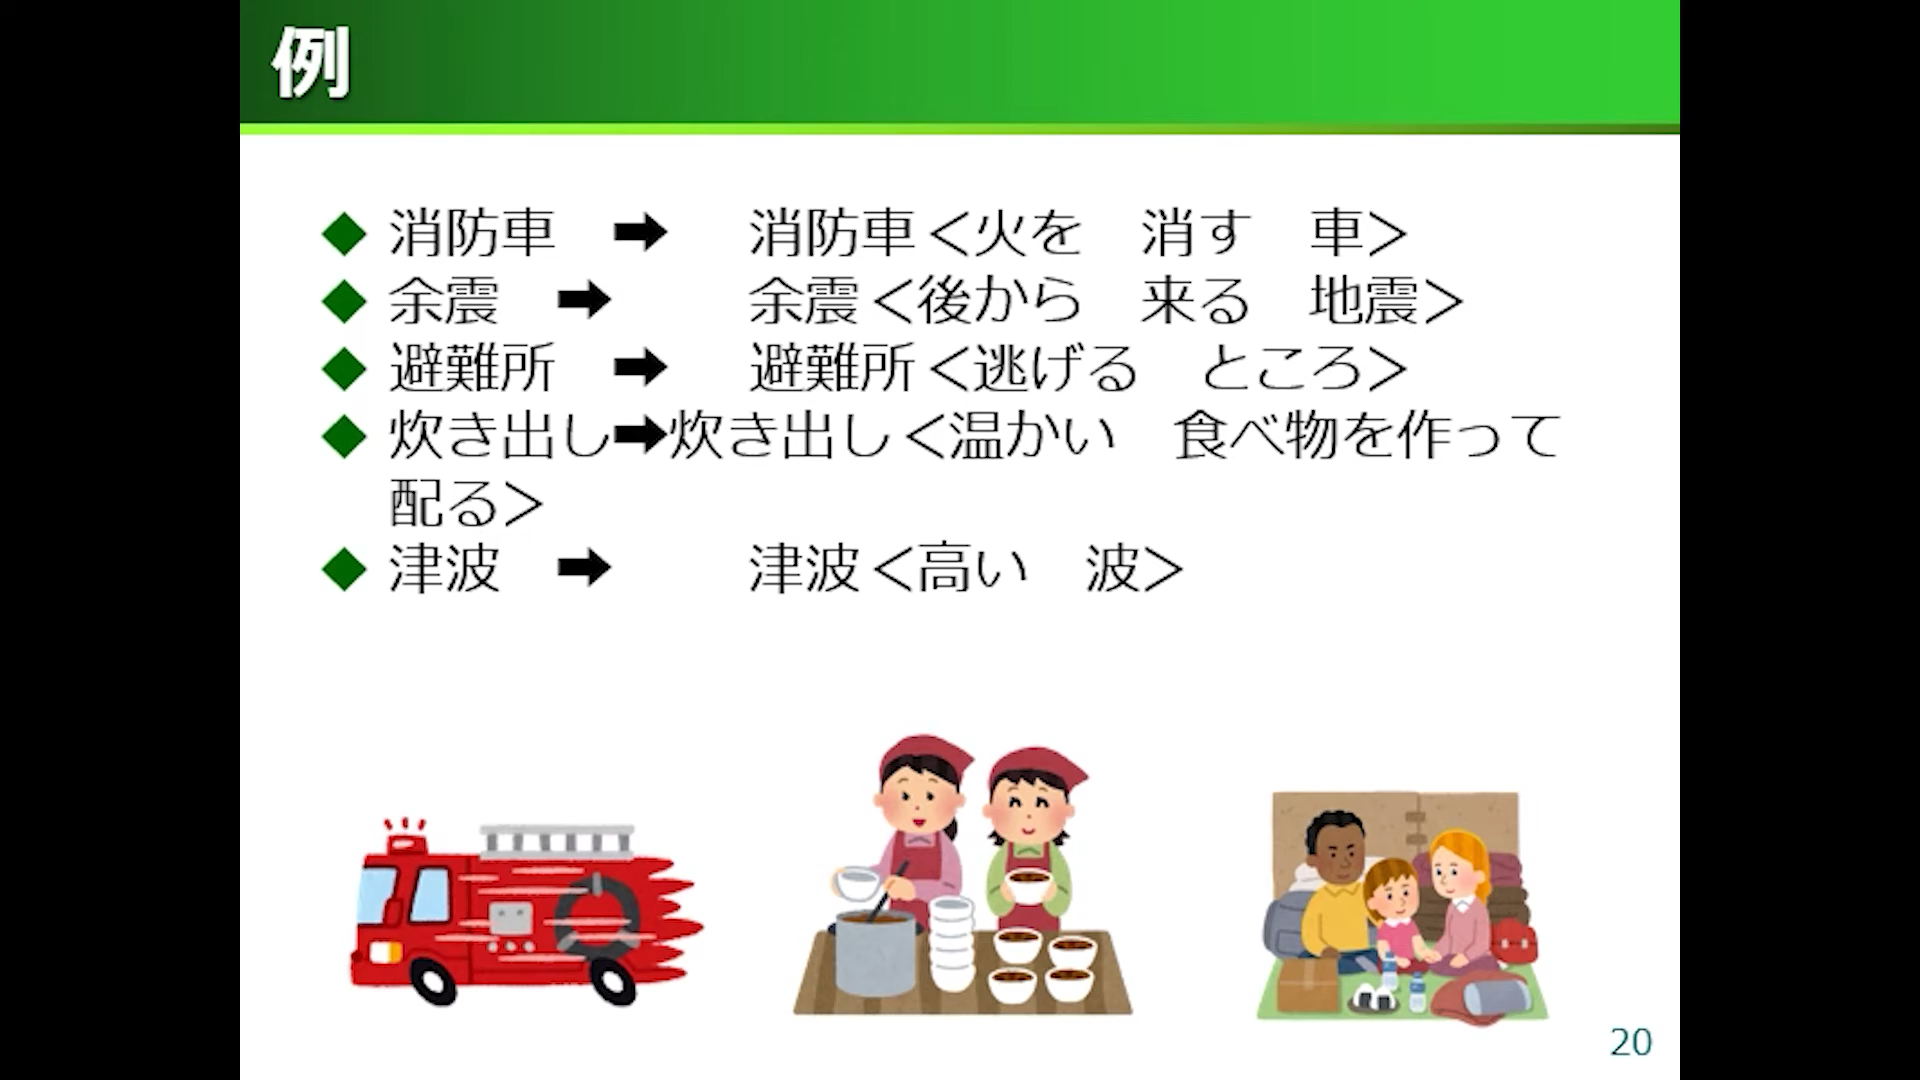 例
◆ 消防車　➡　消防車＜火を　消す　車＞
◆ 余震　➡　余震＜後から　来る　地震＞
◆ 避難所　➡　避難所＜逃げる　ところ＞
◆ 炊き出し➡炊き出し＜温かい　食べ物を作って
配る＞
◆ 津波　➡　津波＜高い　波＞
20